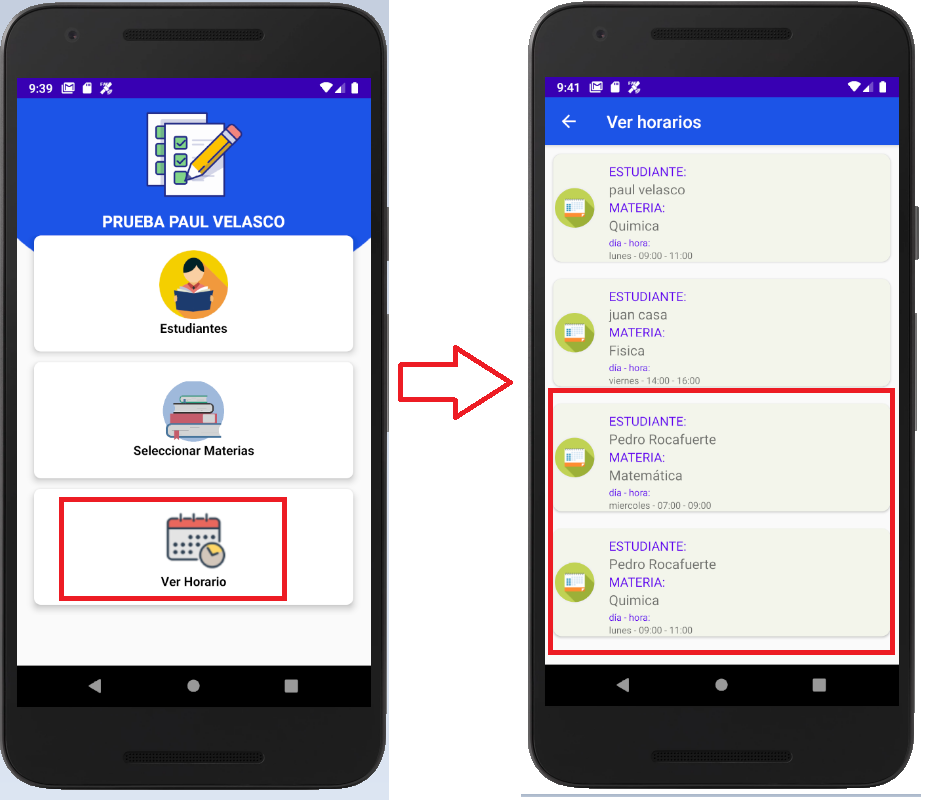 9:39
PRUEBA PAUL VELASCO
Estudiantes
Seleccionar Materias
Ver Horario
9:41
Ver horarios
ESTUDIANTE:
paul velasco
MATERIA:
Quimica
dia - hora:
lunes - 09:00 - 11:00
ESTUDIANTE:
juan casa
MATERIA:
Fisica
dia - hora:
viernes - 14:00 - 16:00
ESTUDIANTE:
Pedro Rocafuerte
MATERIA:
Matemática
dia - hora:
miercoles - 07:00 - 09:00
ESTUDIANTE:
Pedro Rocafuerte
MATERIA:
Quimica
dia - hora:
lunes - 09:00 - 11:00